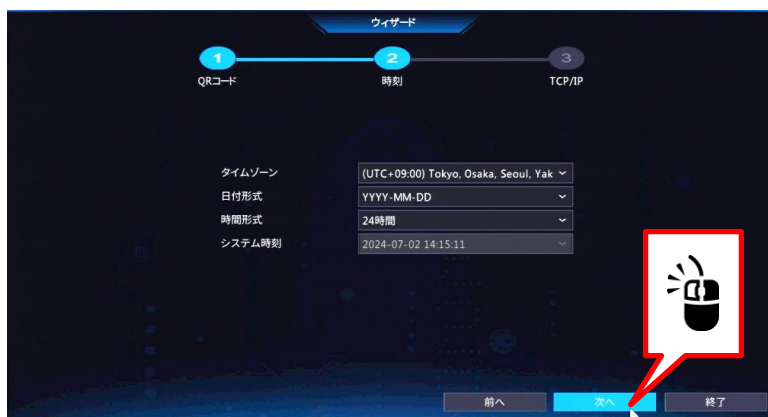 ウィザード
1
2
3
QRコード
時刻
TCP/IP
タイムゾーン
(UTC+09:00) Tokyo, Osaka, Seoul, Yak
日付形式
YYYY-MM-DD
時間形式
24時間
システム時刻
2024-07-02 14:15:11
前へ
次へ
終了